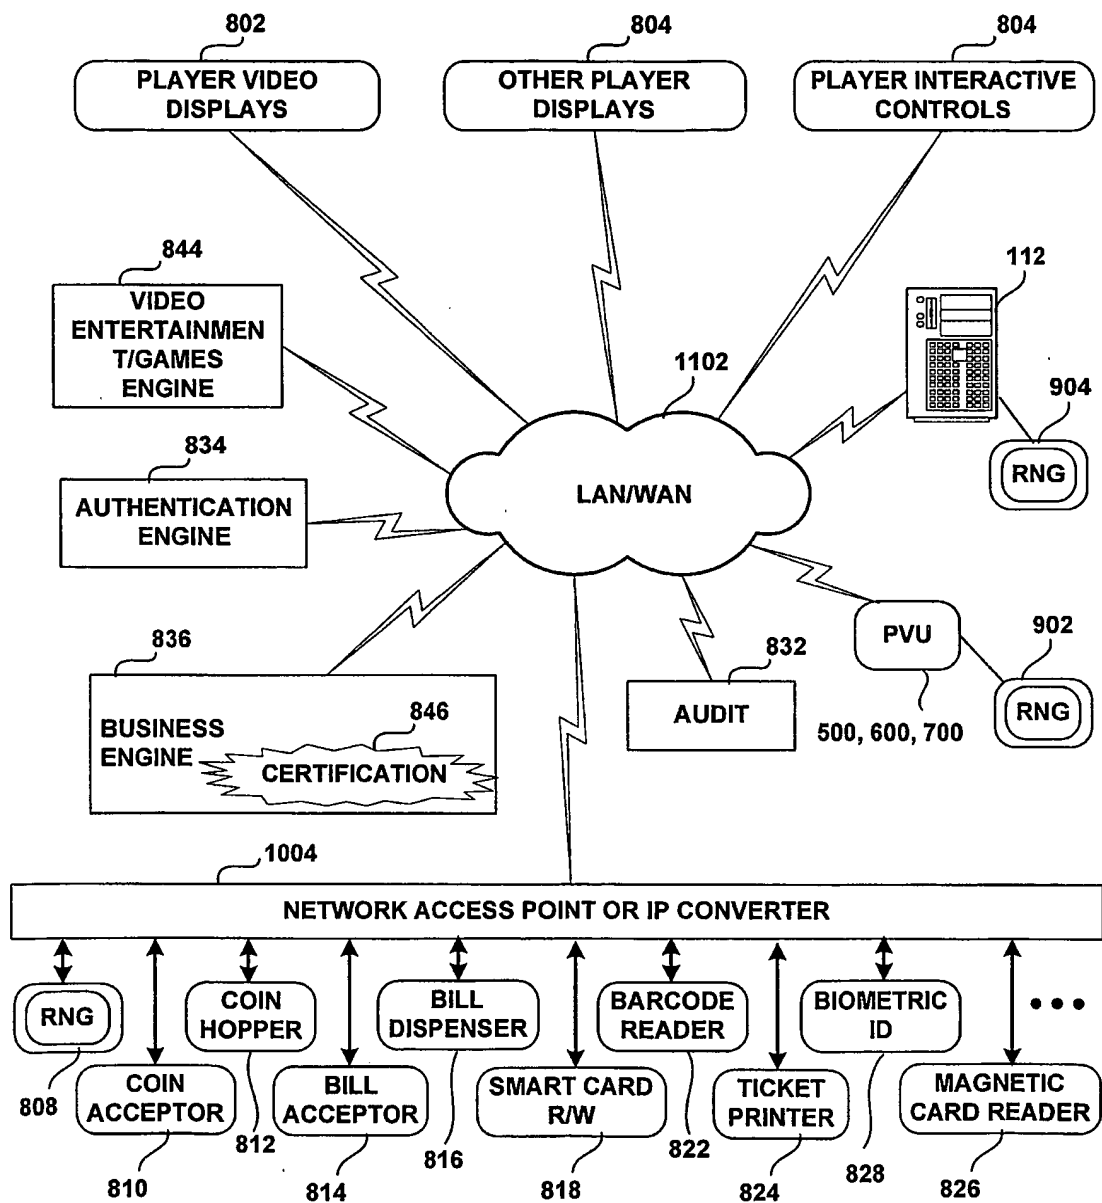 802
804
804
PLAYER VIDEO
DISPLAYS
OTHER PLAYER
DISPLAYS
PLAYER INTERACTIVE
CONTROLS
844
VIDEO
ENTERTAINMEN
T/GAMES
ENGINE
112
1102
904
RNG
LAN/WAN
834
AUTHENTICATION
ENGINE
PVU
902
RNG
500, 600, 700
836
BUSINESS
ENGINE
846
CERTIFICATION
832
AUDIT
1004
NETWORK ACCESS POINT OR IP CONVERTER
RNG
COIN
HOPPER
BILL
DISPENSER
BARCODE
READER
BIOMETRIC
ID
808
COIN
ACCEPTOR
812
BILL
ACCEPTOR
816
SMART CARD
R/W
822
TICKET
PRINTER
828
MAGNETIC
CARD READER
810
814
818
824
826